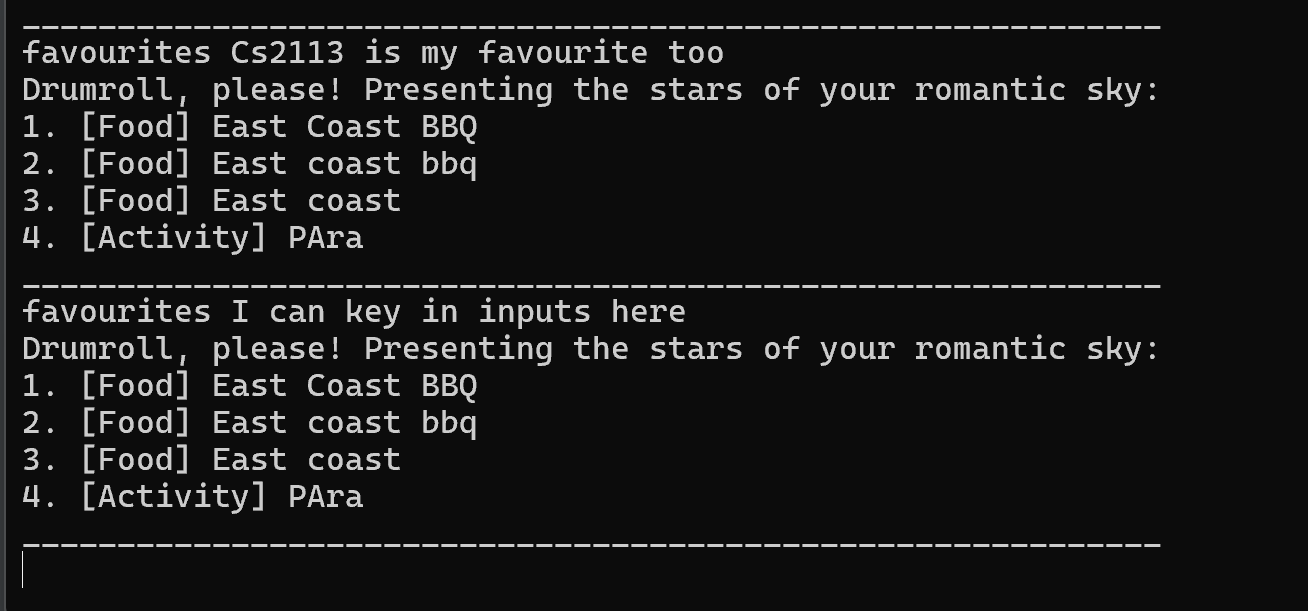 ____________________________________________________________
favourites Cs2113 is my favourite too
Drumroll, please! Presenting the stars of your romantic sky:
1. [Food] East Coast BBQ
2. [Food] East coast bbq
3. [Food] East coast
4. [Activity] PAra
____________________________________________________________
favourites I can key in inputs here
Drumroll, please! Presenting the stars of your romantic sky:
1. [Food] East Coast BBQ
2. [Food] East coast bbq
3. [Food] East coast
4. [Activity] PAra
____________________________________________________________